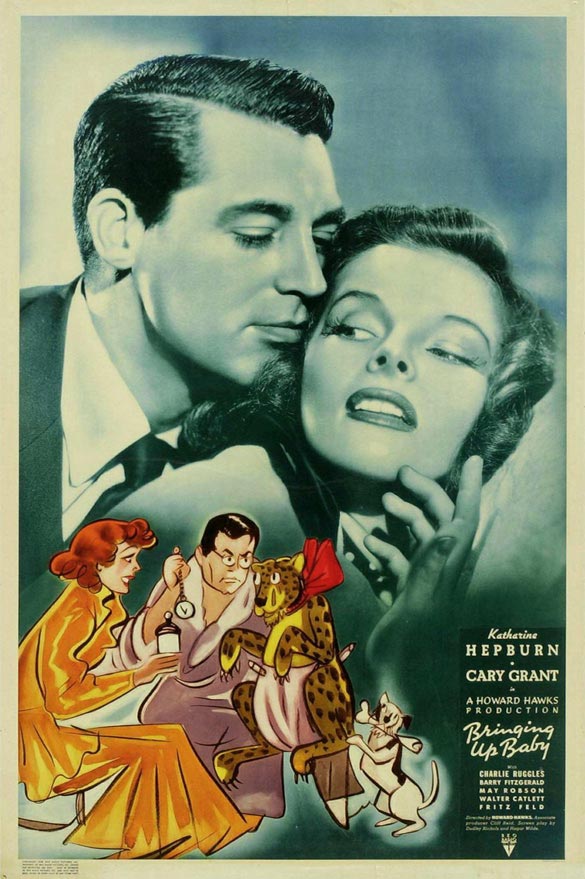 Katharine
HEPBURN
•
CARY GRANT
in
A HOWARD HAWKS
PRODUCTION
Bringing
Up Baby
With
CHARLIE RUGGLES
BARRY FITZGERALD
MAY ROBSON
WALTER CATLETT
FRITZ FELD
Directed by HOWARD HAWKS. Associate
producer Cliff Reid. Screen play by
Dudley Nichols and Hagar Wilde.
RKO
RADIO